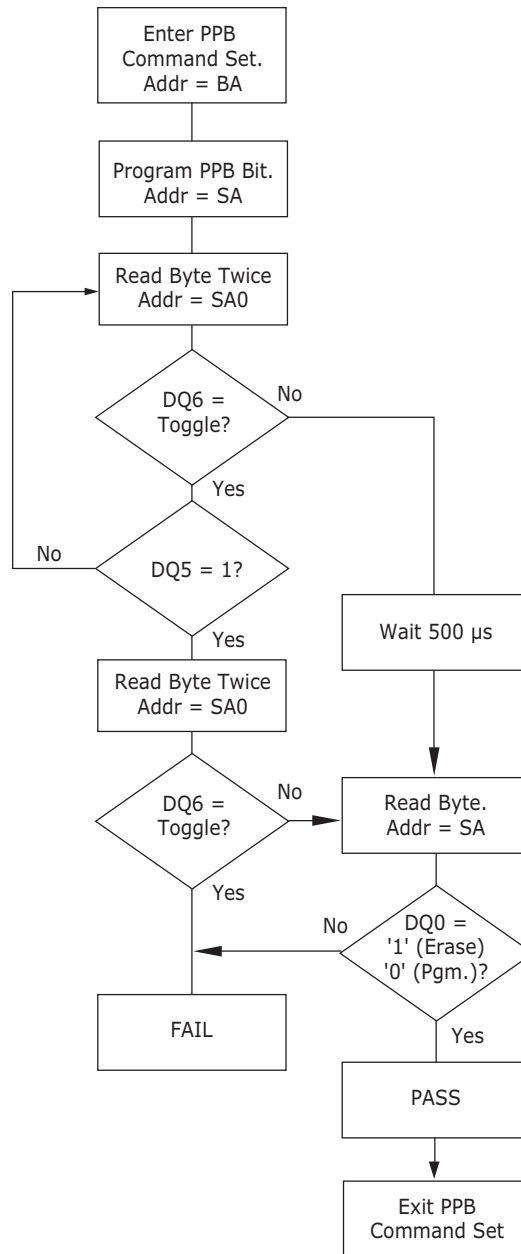 Enter PPB
Command Set.
Addr = BA
Program PPB Bit.
Addr = SA
Read Byte Twice
Addr = SA0
DQ6 =
Toggle?
No
Yes
DQ5 = 1?
No
Yes
Wait 500 µs
Read Byte Twice
Addr = SA0
DQ6 =
Toggle?
No
Yes
Read Byte.
Addr = SA
DQ0 =
'1' (Erase)
'0' (Pgm.)?
No
Yes
FAIL
PASS
Exit PPB
Command Set